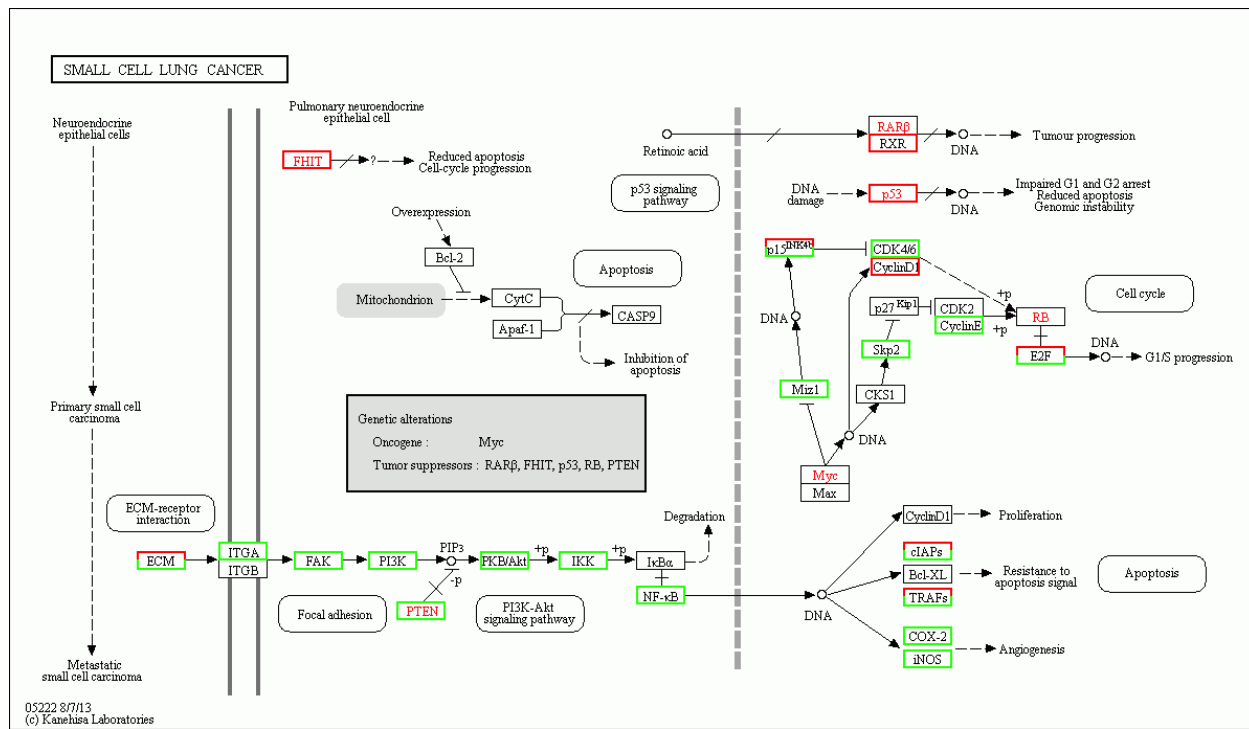 SMALL CELL LUNG CANCER
Neuroendocrine
epithelial cells
Primary small cell
carcinoma
Metastatic
small cell carcinoma
Pulmonary neuroendocrine
epithelial cell
FHIT
?
Reduced apoptosis
Cell-cycle progression
Overexpression
Bcl-2
Mitochondrion
CytC
Apaf-1
CASP9
Apoptosis
Inhibition of
apoptosis
Retinoic acid
RARβ
RXR
DNA
Tumour progression
p53 signaling
pathway
DNA
damage
p53
DNA
Impaired G1 and G2 arrest
Reduced apoptosis
Genomic instability
p15INK4b
CDK4/6
CyclinD1
p27Kip1
CDK2
CyclinE
+p
+p
RB
E2F
DNA
G1/S progression
Cell cycle
DNA
Skp2
Miz1
CKS1
DNA
Myc
Max
Genetic alterations
Oncogene : Myc
Tumor suppressors : RARβ, FHIT, p53, RB, PTEN
ECM-receptor
interaction
ECM
ITGA
ITGB
FAK
PI3K
PIP3
PKB/Akt
+p
IKK
+p
IκBα
Degradation
-p
PTEN
NF-κB
Focal adhesion
PI3K-Akt
signaling pathway
DNA
CyclinD1
Proliferation
cIAPs
Bcl-XL
TRAFs
Resistance to
apoptosis signal
Apoptosis
COX-2
iNOS
Angiogenesis
05222 8/7/13
(c) Kanehisa Laboratories